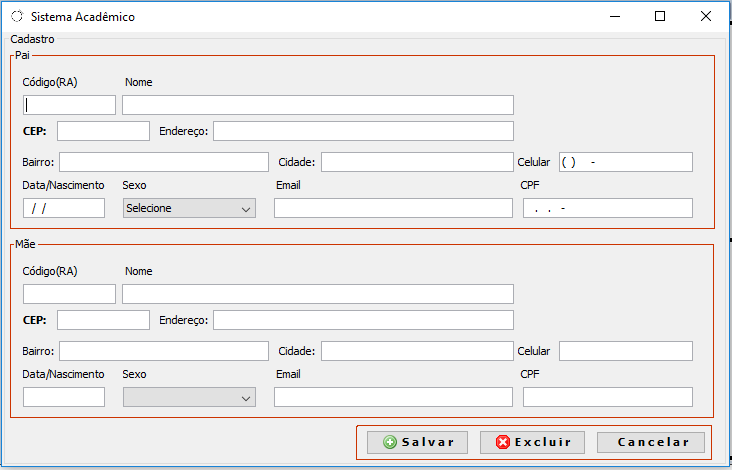 Sistema Acadêmico
Cadastro
Pai
Código(RA) Nome
CEP: Endereço:
Bairro: Cidade: Celular ( ) -
Data/Nascimento Sexo Email CPF
/ / Selecione . . -
Mãe
Código(RA) Nome
CEP: Endereço:
Bairro: Cidade: Celular
Data/Nascimento Sexo Email CPF
Salvar Excluir Cancelar